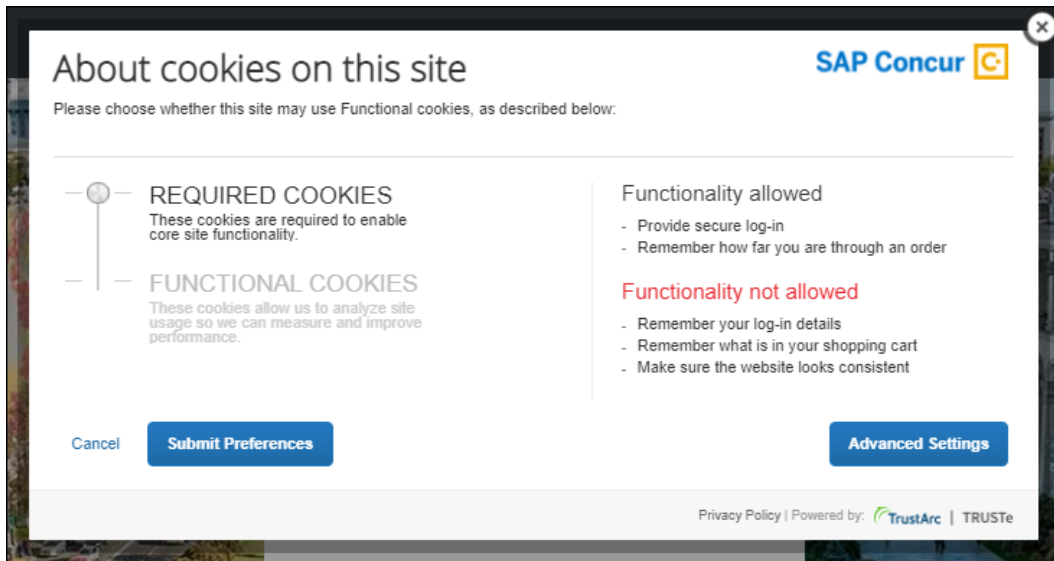 About cookies on this site
SAP Concur C
Please choose whether this site may use Functional cookies, as described below:
REQUIRED COOKIES
These cookies are required to enable
core site functionality.
FUNCTIONAL COOKIES
These cookies allow us to analyze site
usage so we can measure and improve
performance.
Functionality allowed
- Provide secure log-in
- Remember how far you are through an order
Functionality not allowed
- Remember your log-in details
- Remember what is in your shopping cart
- Make sure the website looks consistent
Cancel
Submit Preferences
Advanced Settings
Privacy Policy | Powered by: TrustArc | TRUSTe